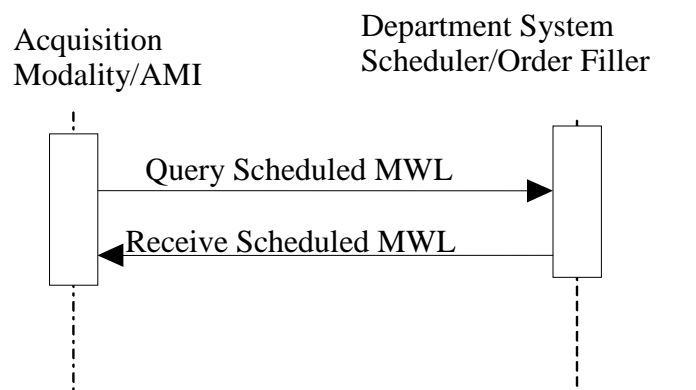 Acquisition
Modality/AMI
Department System
Scheduler/Order Filler
Query Scheduled MWL
Receive Scheduled MWL